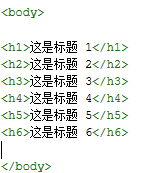 <body>
<h1>这是标题 1</h1>
<h2>这是标题 2</h2>
<h3>这是标题 3</h3>
<h4>这是标题 4</h4>
<h5>这是标题 5</h5>
<h6>这是标题 6</h6>
</body>